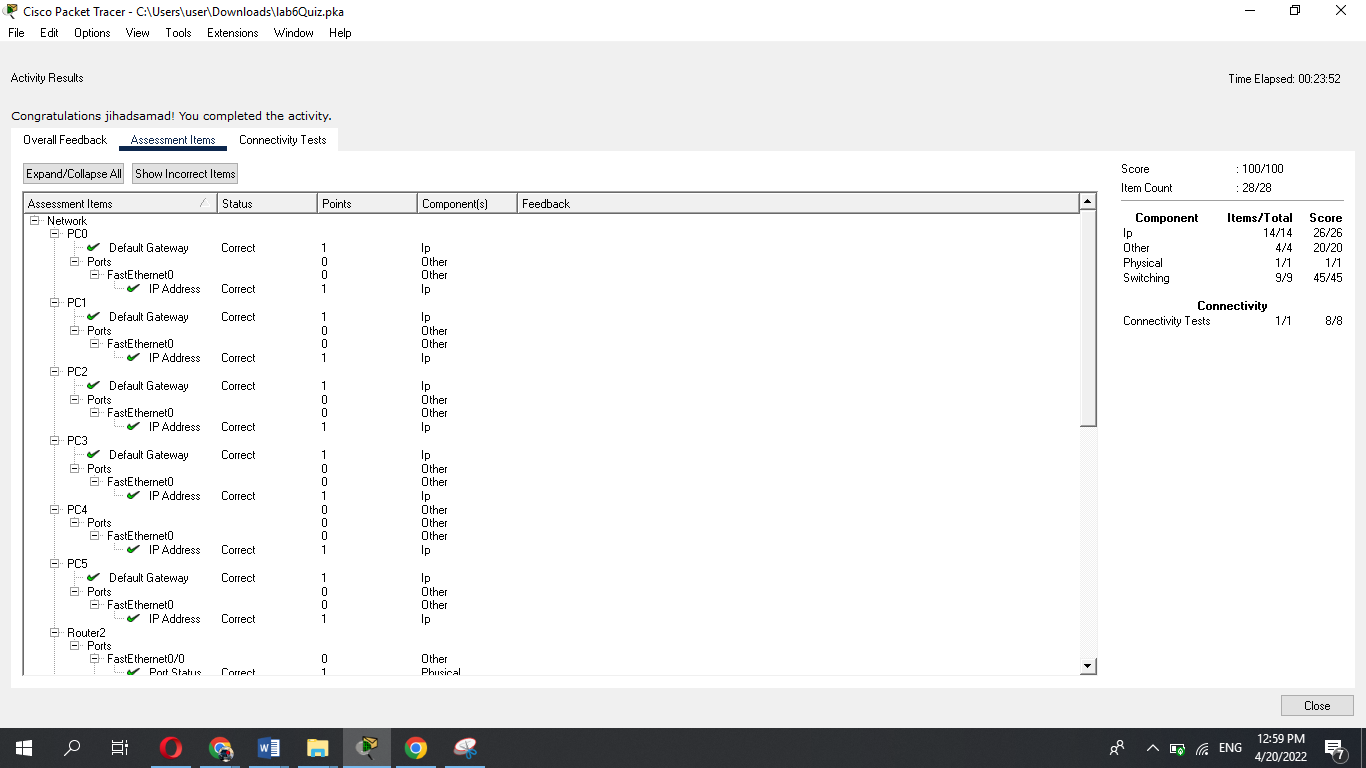 Cisco Packet Tracer - C:\Users\user\Downloads\lab6Quiz.pka
File Edit Options View Tools Extensions Window Help
Activity Results
Time Elapsed: 00:23:52
Congratulations jihadsamad! You completed the activity.
Overall Feedback Assessment Items Connectivity Tests
Expand/Collapse All Show Incorrect Items
Assessment Items Status Points Component(s) Feedback
Network
PC0
Default Gateway Correct 1 Ip
Ports 0 Other
FastEthernet0 0 Other
IP Address Correct 1 Ip
PC1
Default Gateway Correct 1 Ip
Ports 0 Other
FastEthernet0 0 Other
IP Address Correct 1 Ip
PC2
Default Gateway Correct 1 Ip
Ports 0 Other
FastEthernet0 0 Other
IP Address Correct 1 Ip
PC3
Default Gateway Correct 1 Ip
Ports 0 Other
FastEthernet0 0 Other
IP Address Correct 1 Ip
PC4 0 Other
Ports 0 Other
FastEthernet0 0 Other
IP Address Correct 1 Ip
PC5
Default Gateway Correct 1 Ip
Ports 0 Other
FastEthernet0 0 Other
IP Address Correct 1 Ip
Router2
Ports
FastEthernet0/0 0 Other
Port Status Correct 1 Physical
Score : 100/100
Item Count : 28/28
Component Items/Total Score
Ip 14/14 26/26
Other 4/4 20/20
Physical 1/1 1/1
Switching 9/9 45/45
Connectivity
Connectivity Tests 1/1 8/8
Close
ENG
12:59 PM
4/20/2022
7